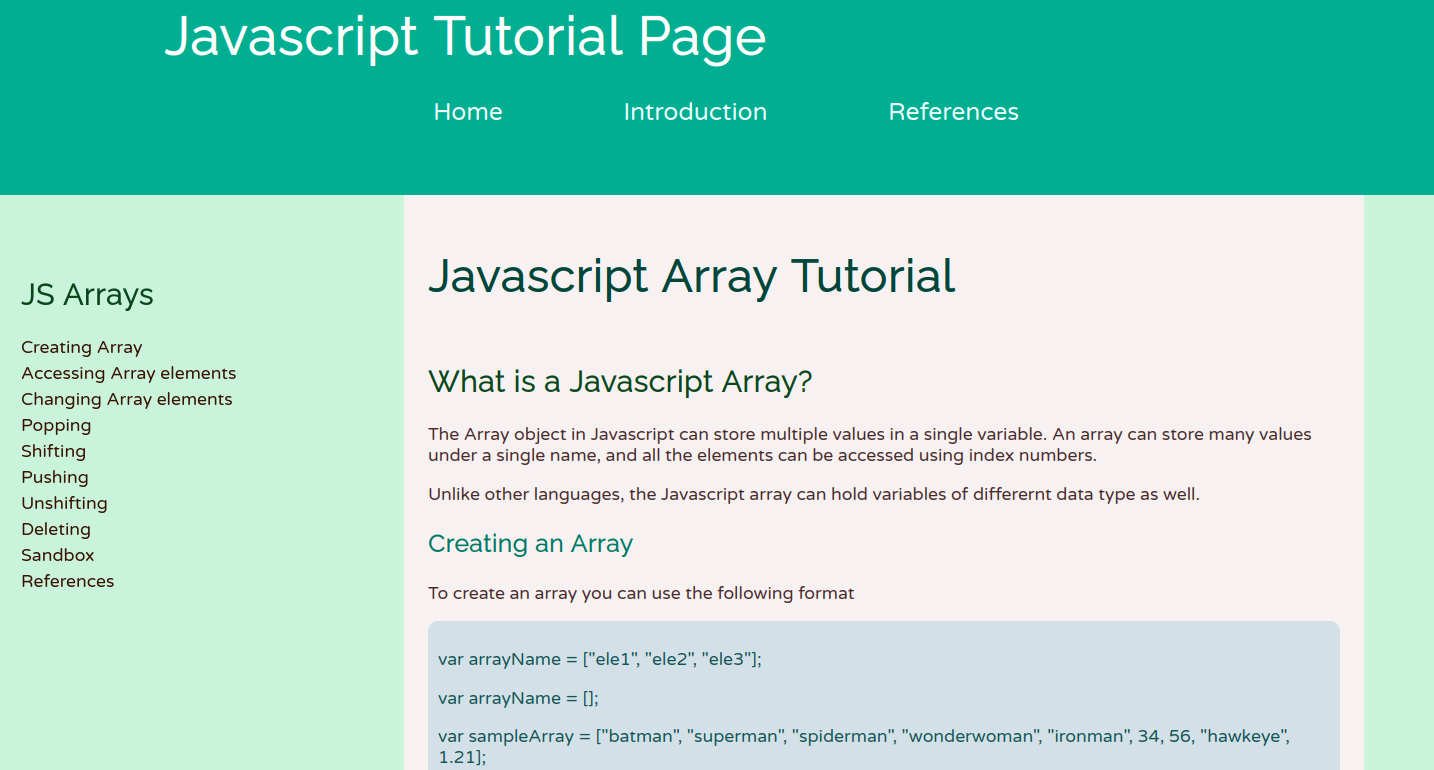 Javascript Tutorial Page
Home Introduction References
JS Arrays
Creating Array
Accessing Array elements
Changing Array elements
Popping
Shifting
Pushing
Unshifting
Deleting
Sandbox
References
Javascript Array Tutorial
What is a Javascript Array?
The Array object in Javascript can store multiple values in a single variable. An array can store many values
under a single name, and all the elements can be accessed using index numbers.
Unlike other languages, the Javascript array can hold variables of differernt data type as well.
Creating an Array
To create an array you can use the following format
var arrayName = ["ele1", "ele2", "ele3"];
var arrayName = [];
var sampleArray = ["batman", "superman", "spiderman", "wonderwoman", "ironman", 34, 56, "hawkeye",
1.21];